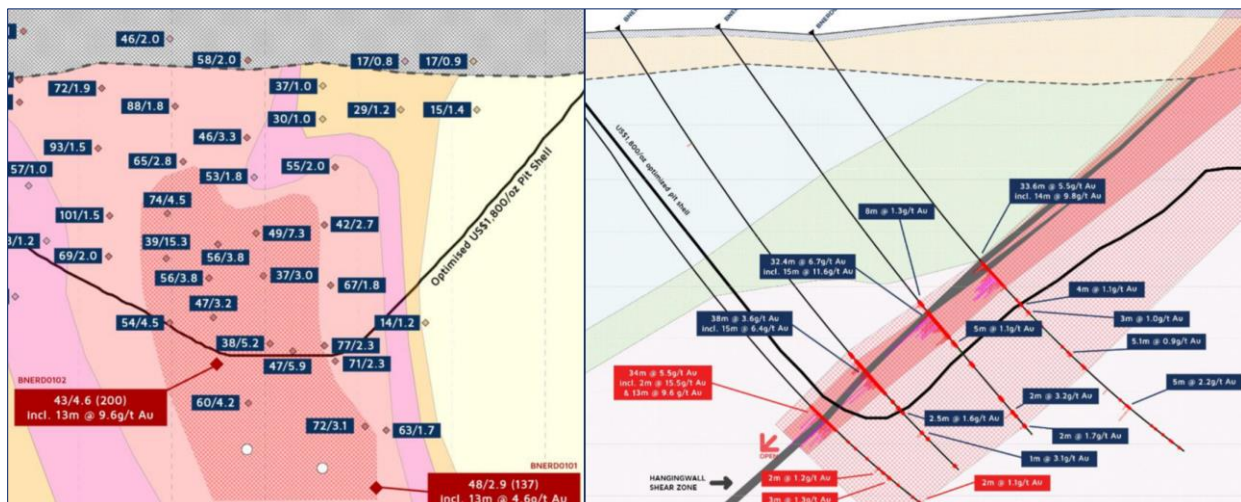 46/2.0
58/2.0
17/0.8
17/0.9
72/1.9
88/1.8
37/1.0
29/1.2
15/1.4
30/1.0
46/3.3
93/1.5
65/2.8
55/2.0
57/1.0
53/1.8
74/4.5
101/1.5
42/2.7
49/7.3
39/15.3
69/2.0
56/3.8
56/3.8
37/3.0
67/1.8
47/3.2
54/4.5
14/1.2
38/5.2
77/2.3
47/5.9
71/2.3
Optimised US$1,800/oz Pit Shell
BNERD0102
43/4.6 (200)
incl. 13m @ 9.6g/t Au
60/4.2
72/3.1
63/1.7
BNERD0101
48/2.9 (137)
incl. 13m @ 4.6g/t Au
US$1,800/oz optimized pit shell
33.6m @ 5.5g/t Au
incl. 14m @ 9.8g/t Au
8m @ 1.3g/t Au
32.4m @ 6.7g/t Au
incl. 15m @ 11.6g/t Au
4m @ 1.1g/t Au
3m @ 1.0g/t Au
38m @ 3.6g/t Au
incl. 15m @ 6.4g/t Au
5m @ 1.1g/t Au
5.1m @ 0.9g/t Au
34m @ 5.5g/t Au
incl. 2m @ 15.5g/t Au
& 13m @ 9.6 g/t Au
5m @ 2.2g/t Au
2m @ 3.2g/t Au
2.5m @ 1.6g/t Au
2m @ 1.7g/t Au
1m @ 3.1g/t Au
OPEN
HANGINGWALL
SHEAR ZONE
2m @ 1.2g/t Au
2m @ 1.1g/t Au
3m @ 1.3g/t Au